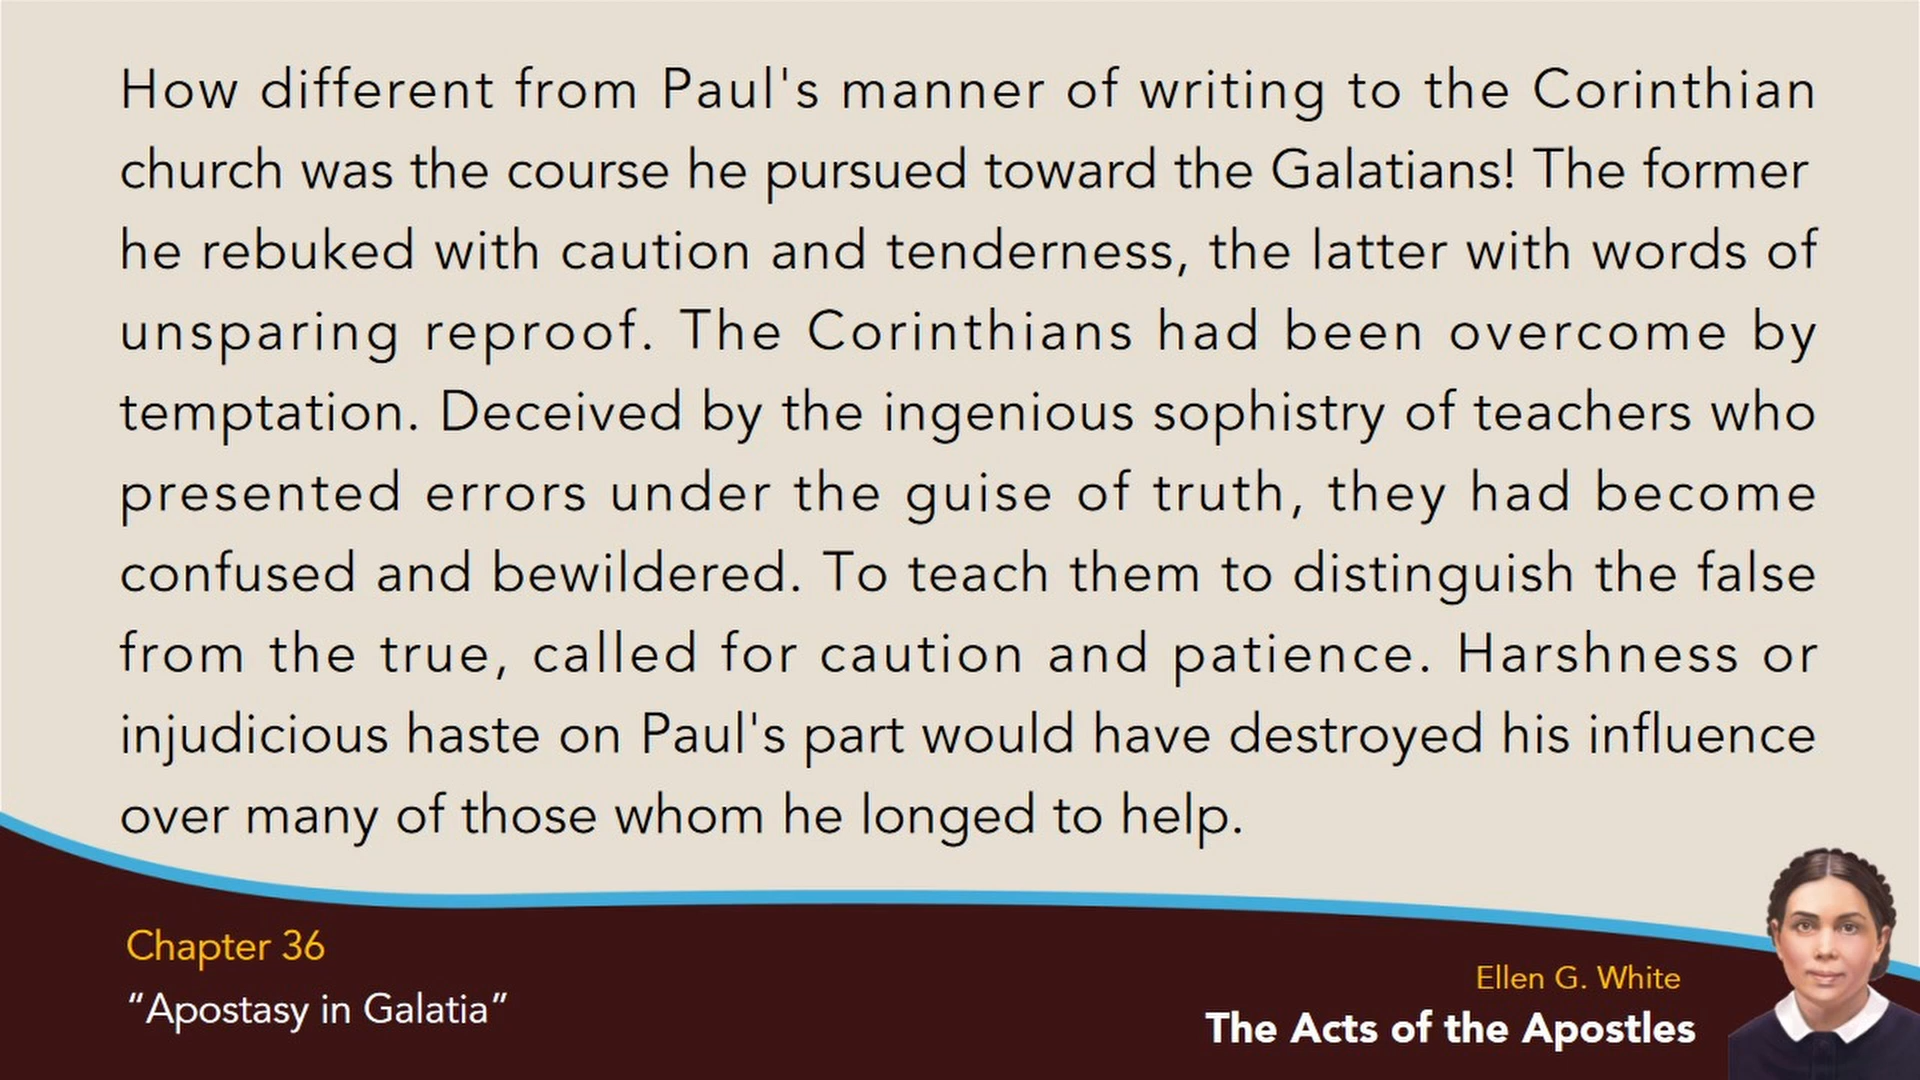 How different from Paul's manner of writing to the Corinthian
church was the course he pursued toward the Galatians! The former
he rebuked with caution and tenderness, the latter with words of
unsparing reproof. The Corinthians had been overcome by
temptation. Deceived by the ingenious sophistry of teachers who
presented errors under the guise of truth, they had become
confused and bewildered. To teach them to distinguish the false
from the true, called for caution and patience. Harshness or
injudicious haste on Paul's part would have destroyed his influence
over many of those whom he longed to help.
Chapter 36
“Apostasy in Galatia”
Ellen G. White
The Acts of the Apostles